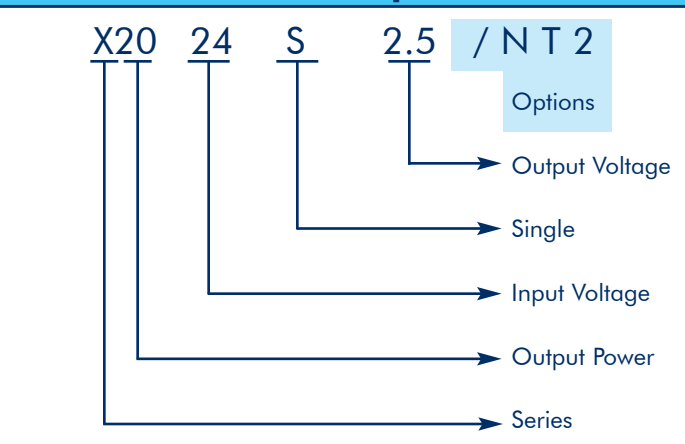 X20 24 S 2.5 / N T 2
Options
Output Voltage
Single
Input Voltage
Output Power
Series